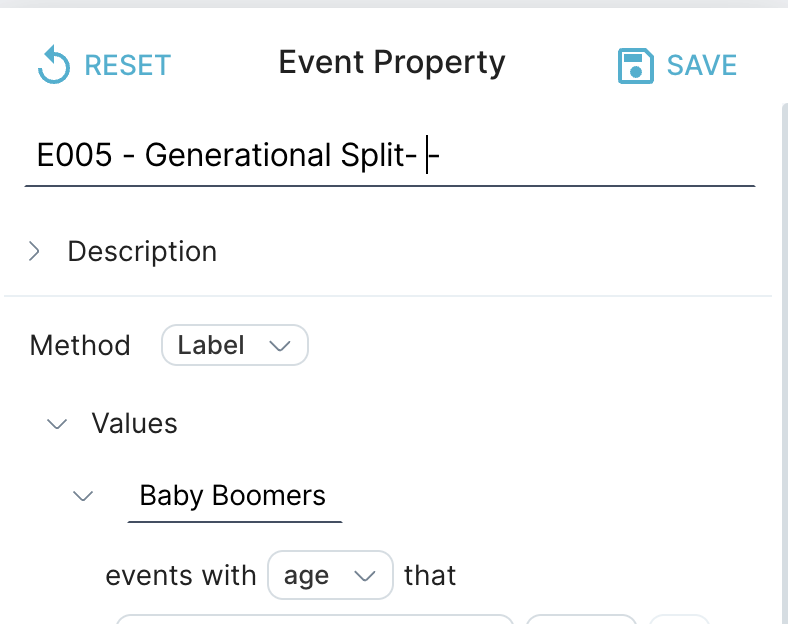 RESET Event Property SAVE
E005 - Generational Split- -
Description
Method Label
Values
Baby Boomers
events with age that